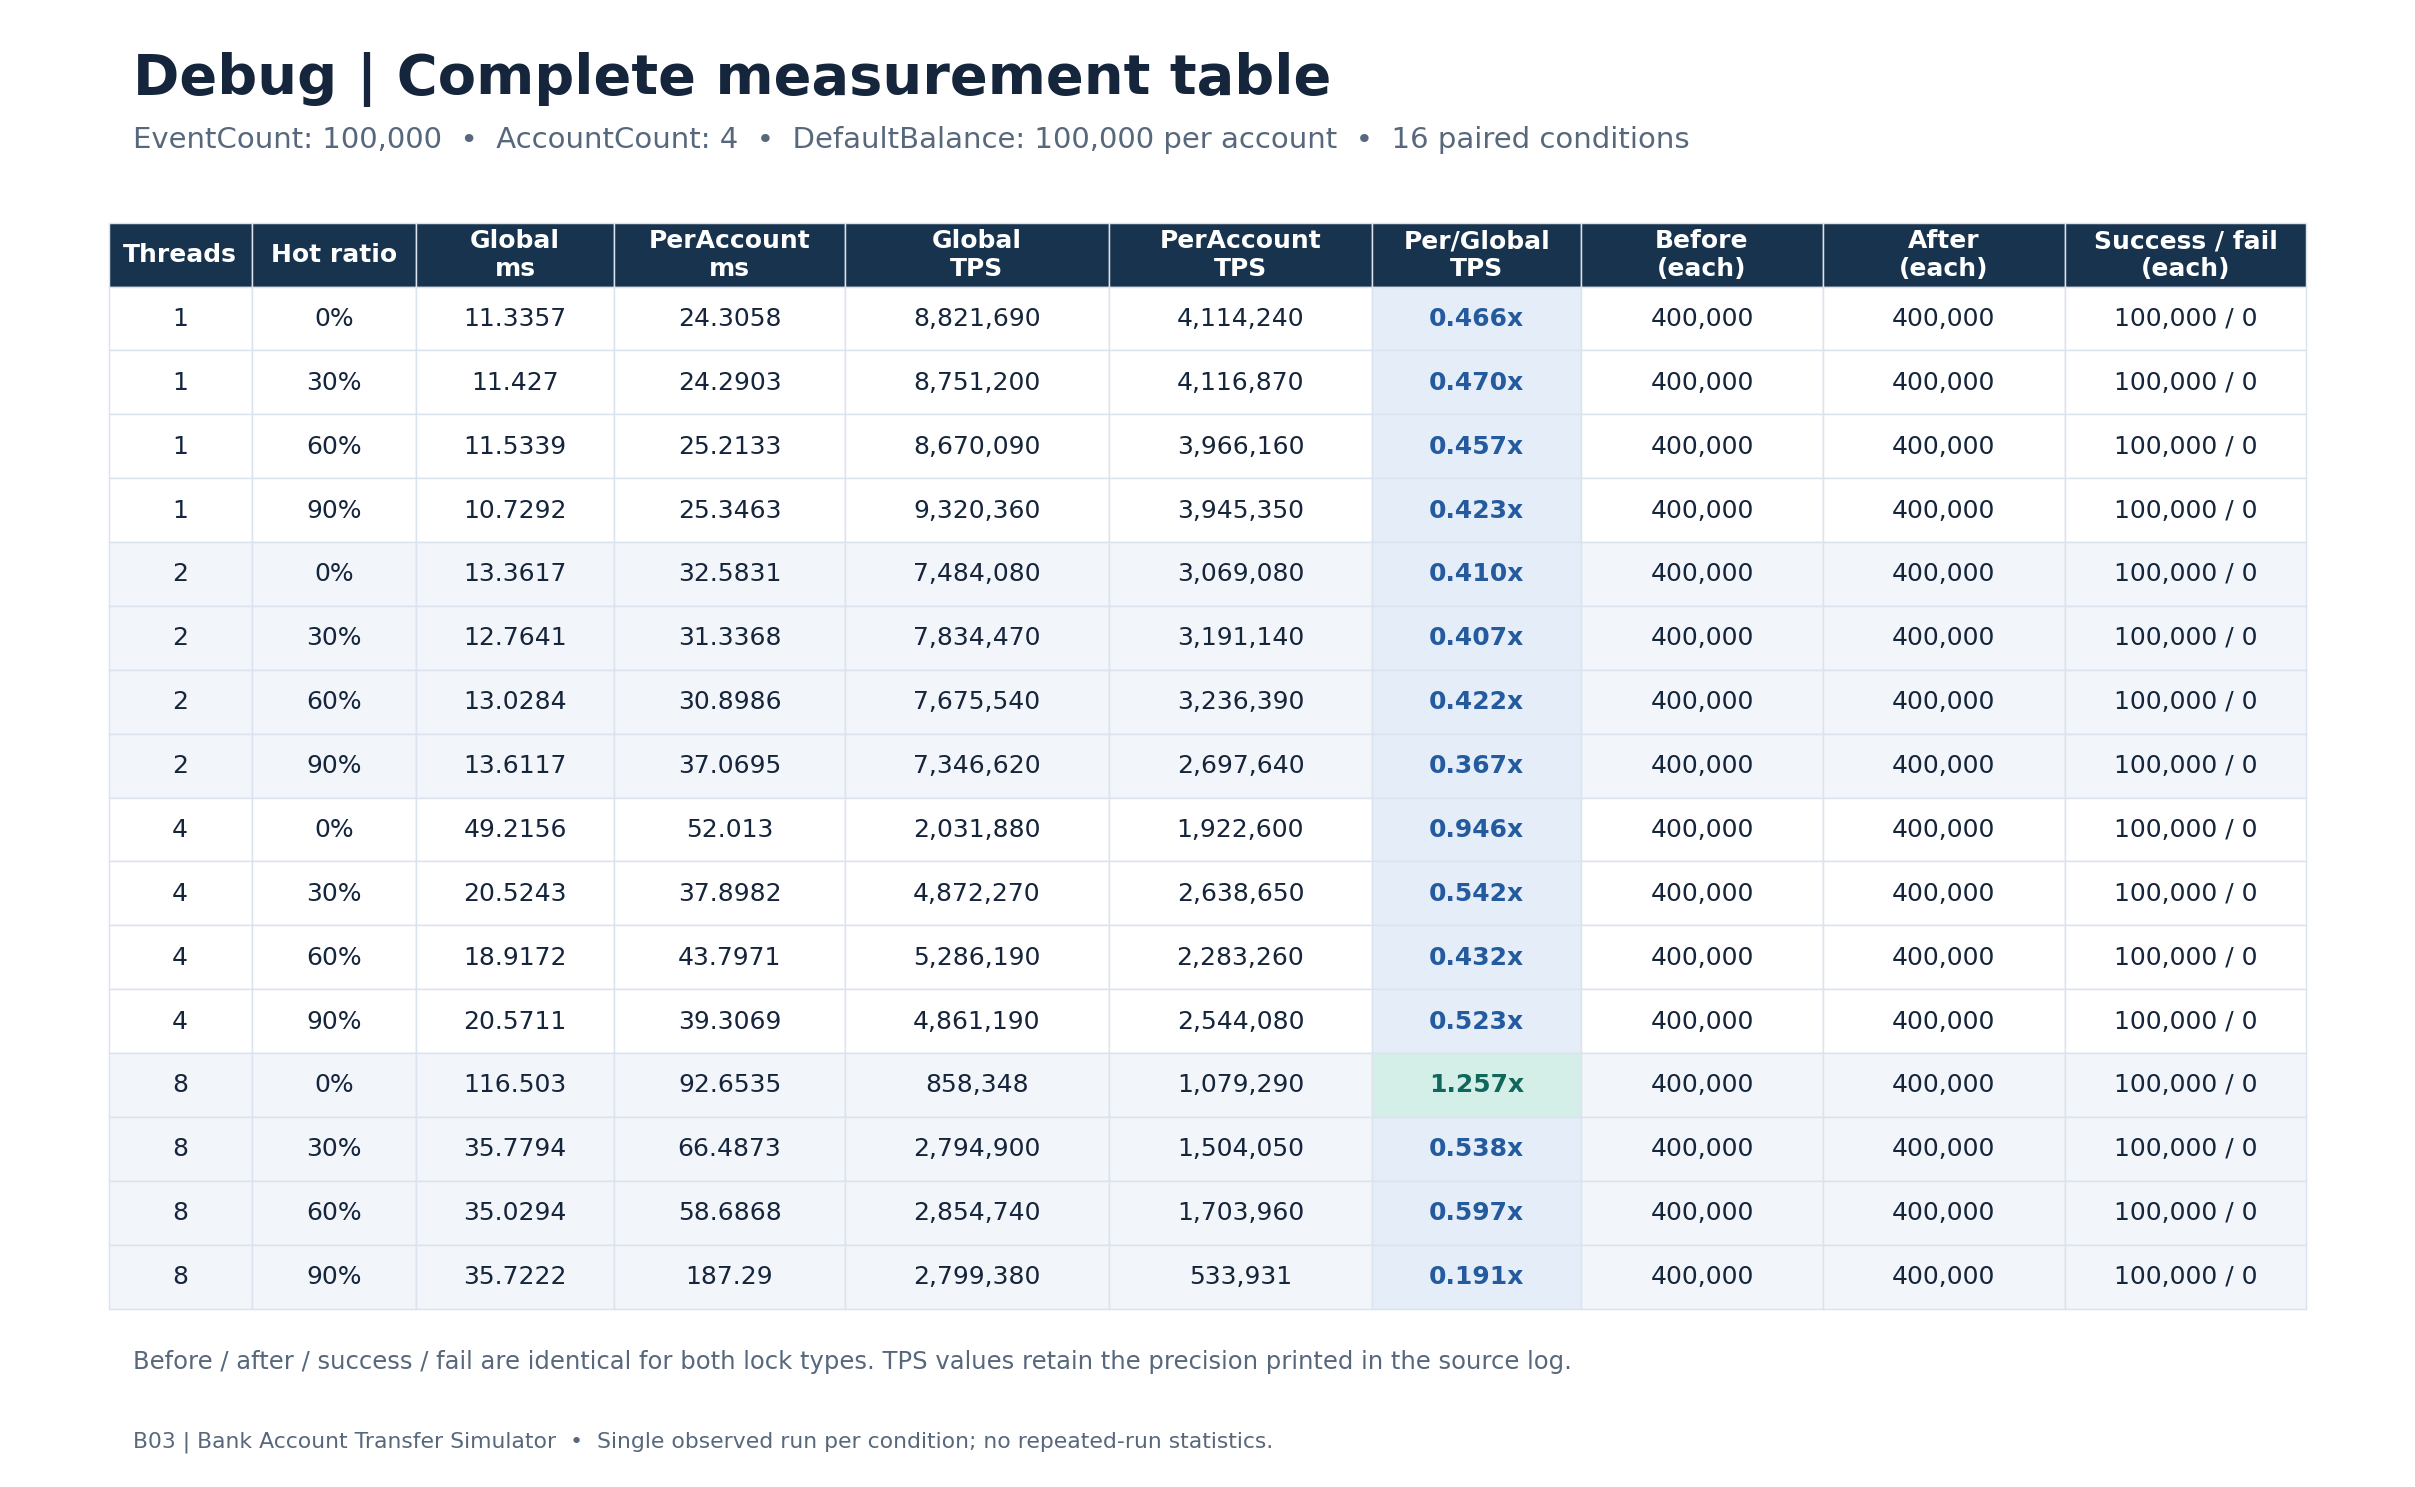 Debug | Complete measurement table
EventCount: 100,000 • AccountCount: 4 • DefaultBalance: 100,000 per account • 16 paired conditions
Threads Hot ratio Global ms PerAccount ms Global TPS PerAccount TPS Per/Global TPS Before (each) After (each) Success / fail (each)
1 0% 11.3357 24.3058 8,821,690 4,114,240 0.466x 400,000 400,000 100,000 / 0
1 30% 11.427 24.2903 8,751,200 4,116,870 0.470x 400,000 400,000 100,000 / 0
1 60% 11.5339 25.2133 8,670,090 3,966,160 0.457x 400,000 400,000 100,000 / 0
1 90% 10.7292 25.3463 9,320,360 3,945,350 0.423x 400,000 400,000 100,000 / 0
2 0% 13.3617 32.5831 7,484,080 3,069,080 0.410x 400,000 400,000 100,000 / 0
2 30% 12.7641 31.3368 7,834,470 3,191,140 0.407x 400,000 400,000 100,000 / 0
2 60% 13.0284 30.8986 7,675,540 3,236,390 0.422x 400,000 400,000 100,000 / 0
2 90% 13.6117 37.0695 7,346,620 2,697,640 0.367x 400,000 400,000 100,000 / 0
4 0% 49.2156 52.013 2,031,880 1,922,600 0.946x 400,000 400,000 100,000 / 0
4 30% 20.5243 37.8982 4,872,270 2,638,650 0.542x 400,000 400,000 100,000 / 0
4 60% 18.9172 43.7971 5,286,190 2,283,260 0.432x 400,000 400,000 100,000 / 0
4 90% 20.5711 39.3069 4,861,190 2,544,080 0.523x 400,000 400,000 100,000 / 0
8 0% 116.503 92.6535 858,348 1,079,290 1.257x 400,000 400,000 100,000 / 0
8 30% 35.7794 66.4873 2,794,900 1,504,050 0.538x 400,000 400,000 100,000 / 0
8 60% 35.0294 58.6868 2,854,740 1,703,960 0.597x 400,000 400,000 100,000 / 0
8 90% 35.7222 187.29 2,799,380 533,931 0.191x 400,000 400,000 100,000 / 0
Before / after / success / fail are identical for both lock types. TPS values retain the precision printed in the source log.
B03 | Bank Account Transfer Simulator • Single observed run per condition; no repeated-run statistics.